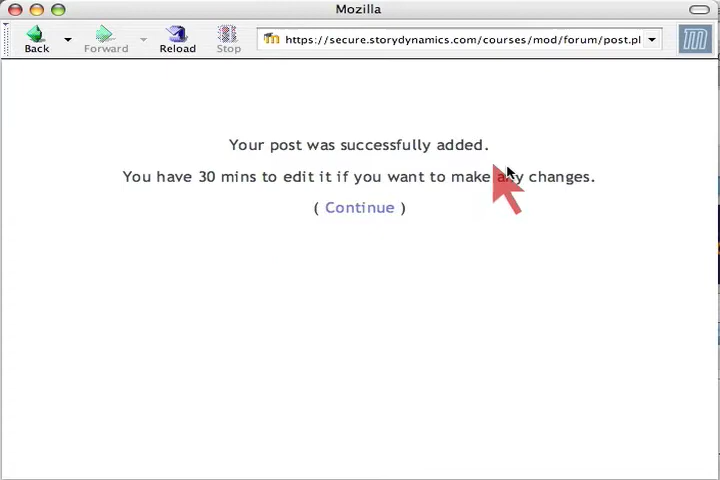 Mozilla
Back
Forward
Reload
Stop
https://secure.storydynamics.com/courses/mod/forum/post.pl
Your post was successfully added.
You have 30 mins to edit it if you want to make any changes.
( Continue )